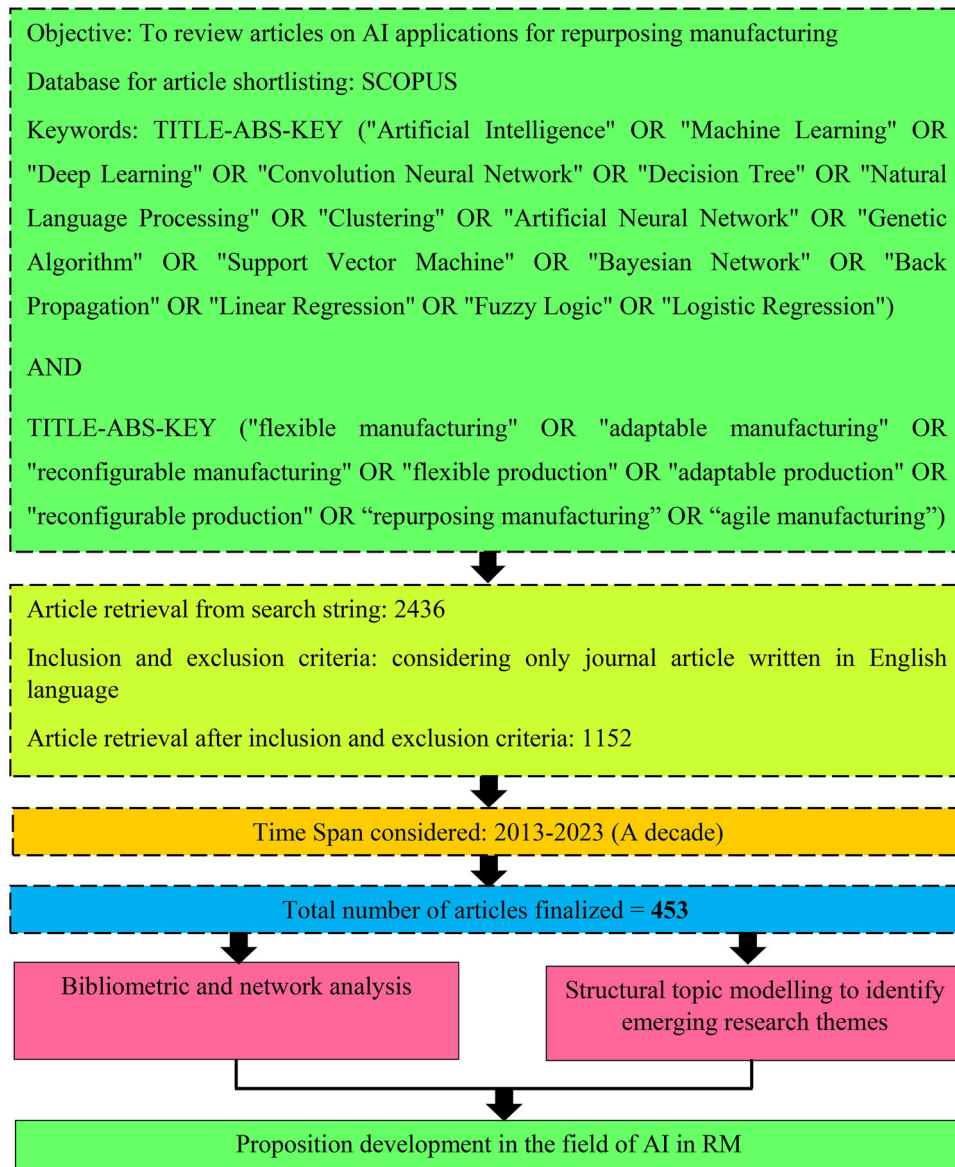 Objective: To review articles on AI applications for repurposing manufacturing
Database for article shortlisting: SCOPUS
Keywords: TITLE-ABS-KEY ("Artificial Intelligence" OR "Machine Learning" OR
"Deep Learning" OR "Convolution Neural Network" OR "Decision Tree" OR "Natural
Language Processing" OR "Clustering" OR "Artificial Neural Network" OR "Genetic
Algorithm" OR "Support Vector Machine" OR "Bayesian Network" OR "Back
Propagation" OR "Linear Regression" OR "Fuzzy Logic" OR "Logistic Regression")
AND
TITLE-ABS-KEY ("flexible manufacturing" OR "adaptable manufacturing" OR
"reconfigurable manufacturing" OR "flexible production" OR "adaptable production" OR
"reconfigurable production" OR “repurposing manufacturing” OR “agile manufacturing”)
Article retrieval from search string: 2436
Inclusion and exclusion criteria: considering only journal article written in English
language
Article retrieval after inclusion and exclusion criteria: 1152
Time Span considered: 2013-2023 (A decade)
Total number of articles finalized = 453
Bibliometric and network analysis
Structural topic modelling to identify
emerging research themes
Proposition development in the field of AI in RM